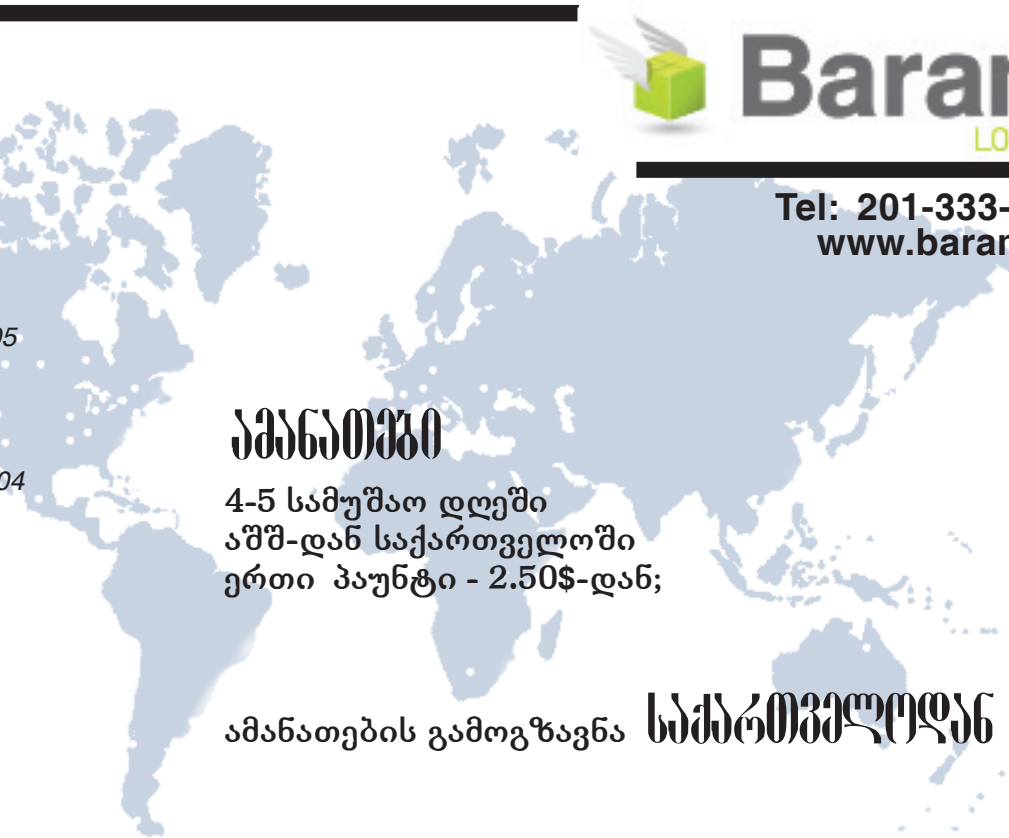 Baran
LO
Tel: 201-333-
www.baran
05
04
ამანათები
4-5 სამუშაო დღეში
აშშ-დან საქართველოში
ერთი პაუნტი - 2.50$-დან;
ამანათების გამოგზავნა საქართველოდან